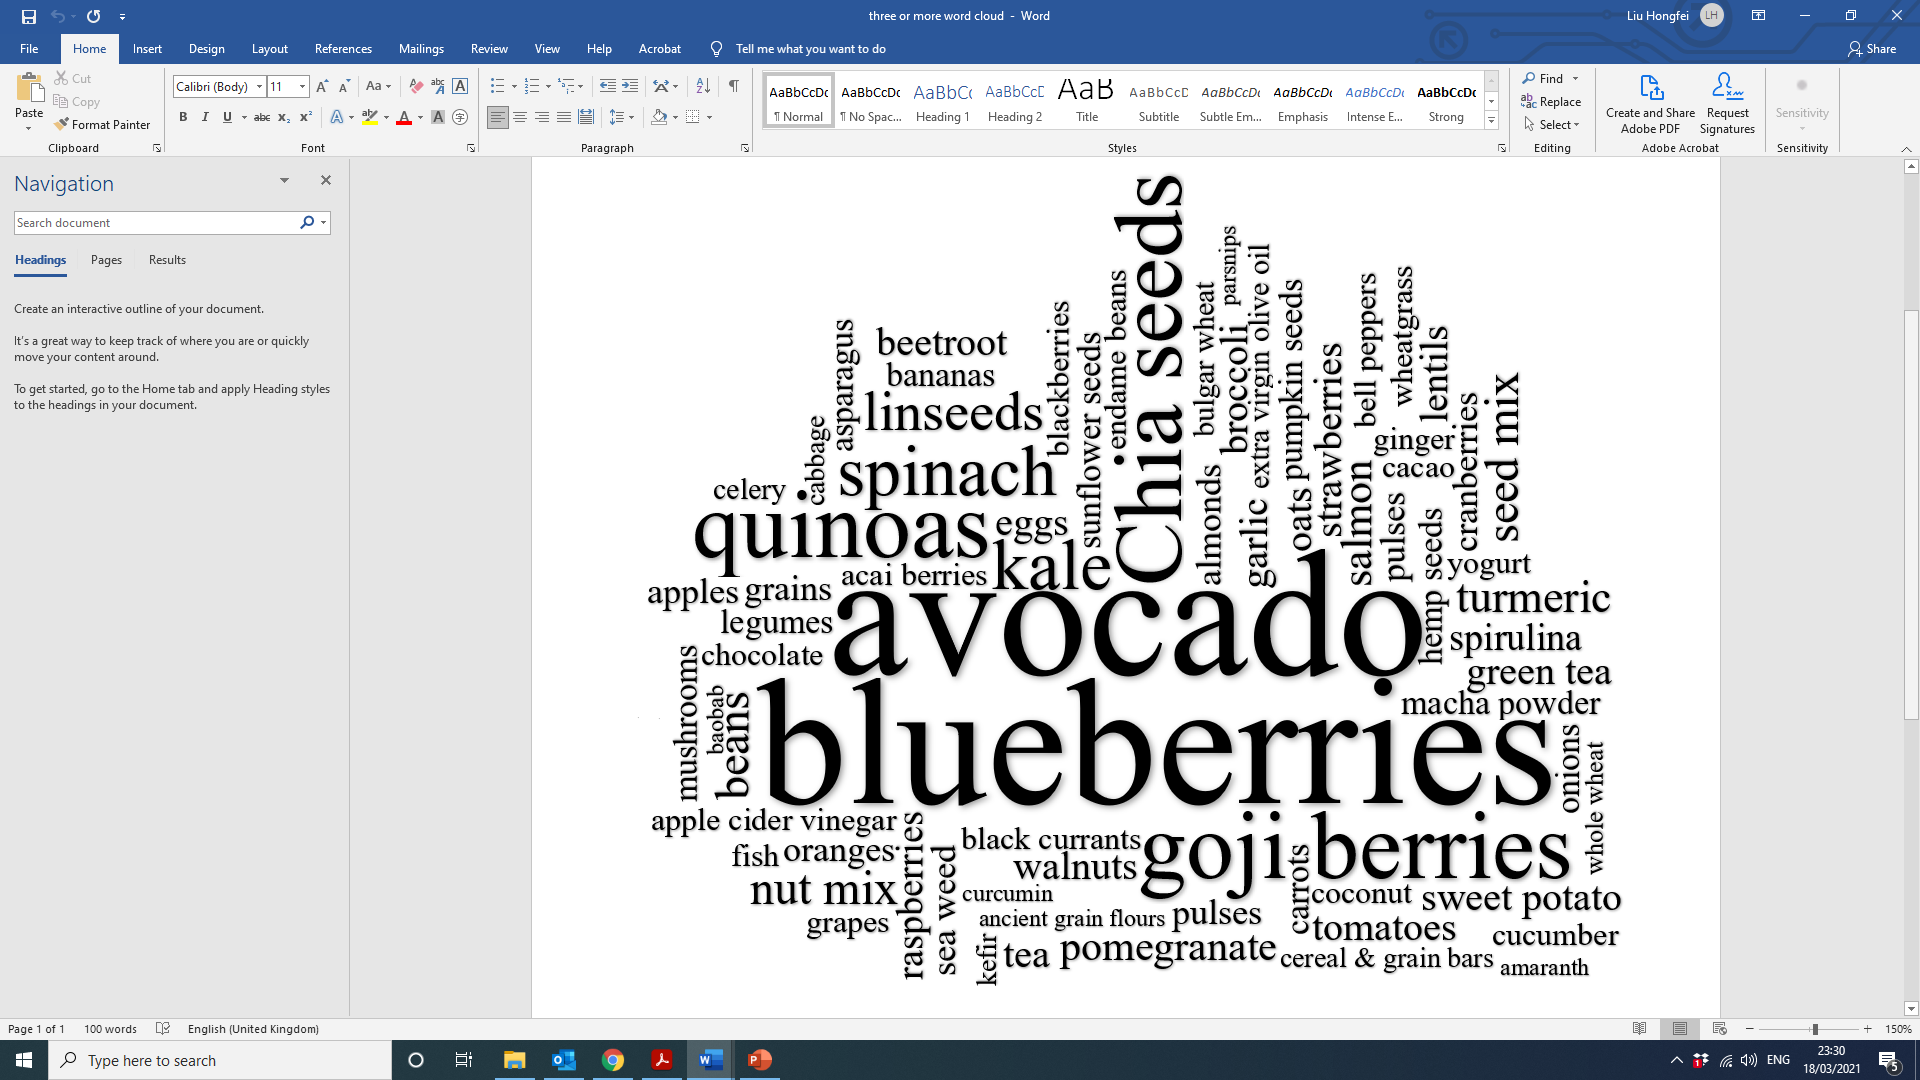 three or more word cloud - Word
Liu Hongfei
LH
File Home Insert Design Layout References Mailings Review View Help Acrobat Tell me what you want to do
Share
Paste
Cut
Copy
Format Painter
Clipboard
Calibri (Body) 11
Font
Paragraph
AaBbCcDc AaBbCcDc AaBbCc AaBbCcD AaB AaBbCcD AaBbCcDc AaBbCcDc AaBbCcDc AaBbCcDc
¶ Normal ¶ No Spac... Heading 1 Heading 2 Title Subtitle Subtle Em... Emphasis Intense E... Strong
Styles
Find
Replace
Select
Editing
Create and Share
Adobe PDF
Request
Signatures
Adobe Acrobat
Sensitivity
Sensitivity
Navigation
Search document
Headings Pages Results
Create an interactive outline of your document.
It's a great way to keep track of where you are or quickly
move your content around.
To get started, go to the Home tab and apply Heading styles
to the headings in your document.
Chia seeds
parsnips
extra virgin olive oil
endame beans
bulgar wheat
broccoli
pumpkin seeds
bell peppers
wheatgrass
lentils
blackberries
sunflower seeds
asparagus
beetroot
bananas
linseeds
cabbage
spinach
celery
quinoas
eggs
kale
almonds
garlic
oats
strawberries
salmon
pulses
ginger
cacao
cranberries
seed mix
hemp seeds
yogurt
acai berries
apples
grains
legumes
chocolate
avocado
turmeric
spirulina
green tea
macha powder
mushrooms
baobab
beans
blueberries
onions
whole wheat
apple cider vinegar
fish
oranges
nut mix
grapes
raspberries
sea weed
black currants
walnuts
goji berries
curcumin
ancient grain flours
pulses
kefir
tea
pomegranate
carrots
coconut
sweet potato
tomatoes
cucumber
cereal & grain bars
amaranth
Page 1 of 1 100 words English (United Kingdom)
150%
Type here to search
ENG
23:30
18/03/2021
5